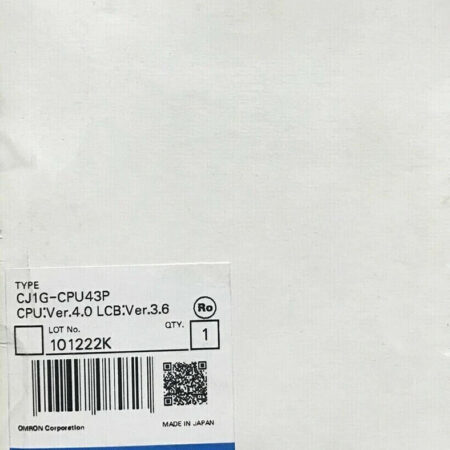 TYPE
CJ1G-CPU43P
CPU:Ver.4.0 LCB:Ver.3.6
Ro
LOT No.
QTY.
101222K
1
OMRON Corporation
MADE IN JAPAN